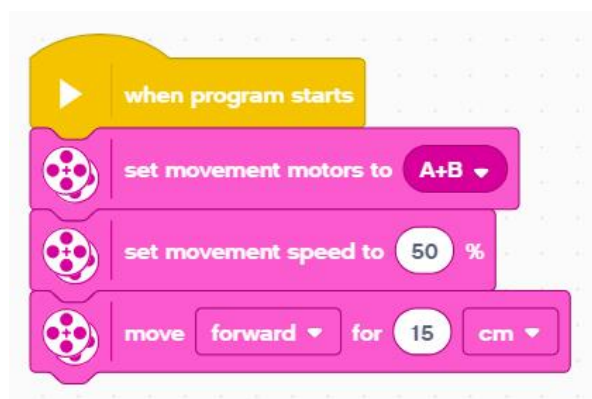 when program starts
set movement motors to A+B
set movement speed to 50 %
move forward for 15 cm